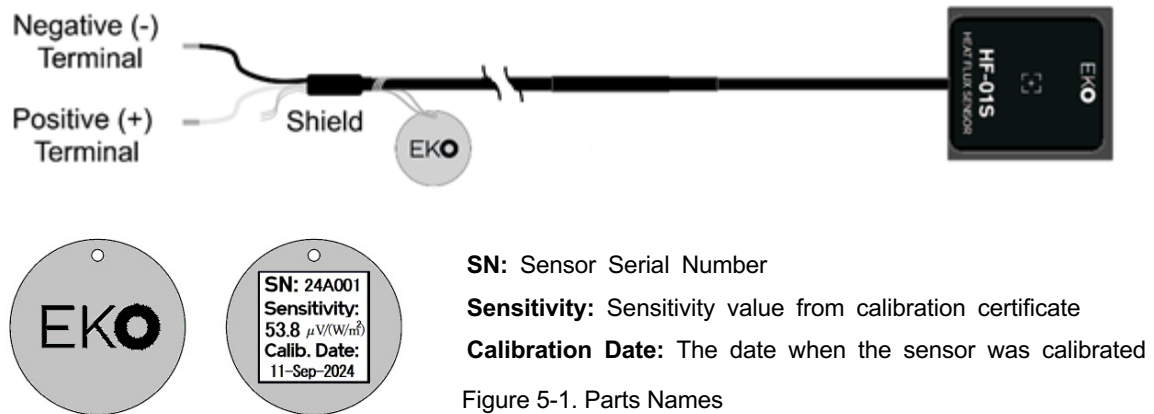 Negative (-)
Terminal
Positive (+)
Terminal
Shield
EKO
EKO
HF-01S
HEAT FLUX SENSOR
EKO
SN: 24A001
Sensitivity:
53.8 μV/(W/m²)
Calib. Date:
11-Sep-2024
SN: Sensor Serial Number
Sensitivity: Sensitivity value from calibration certificate
Calibration Date: The date when the sensor was calibrated
Figure 5-1. Parts Names